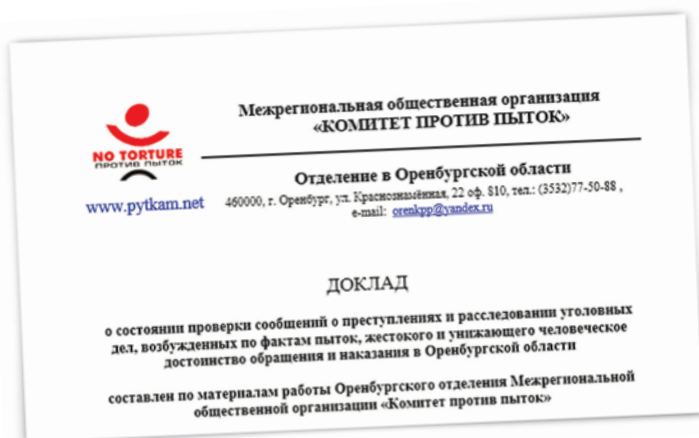 Межрегиональная общественная организация
«КОМИТЕТ ПРОТИВ ПЫТОК»
NO TORTURE
ПРОТИВ ПЫТОК
www.pytkam.net
Отделение в Оренбургской области
460000, г. Оренбург, ул. Краснознамённая, 22 оф. 810, тел.: (3532)77-50-88 ,
e-mail: orenkpp@yandex.ru
ДОКЛАД
о состоянии проверки сообщений о преступлениях и расследовании уголовных
дел, возбужденных по фактам пыток, жестокого и унижающего человеческое
достоинство обращения и наказания в Оренбургской области
составлен по материалам работы Оренбургского отделения Межрегиональной
общественной организации «Комитет против пыток»